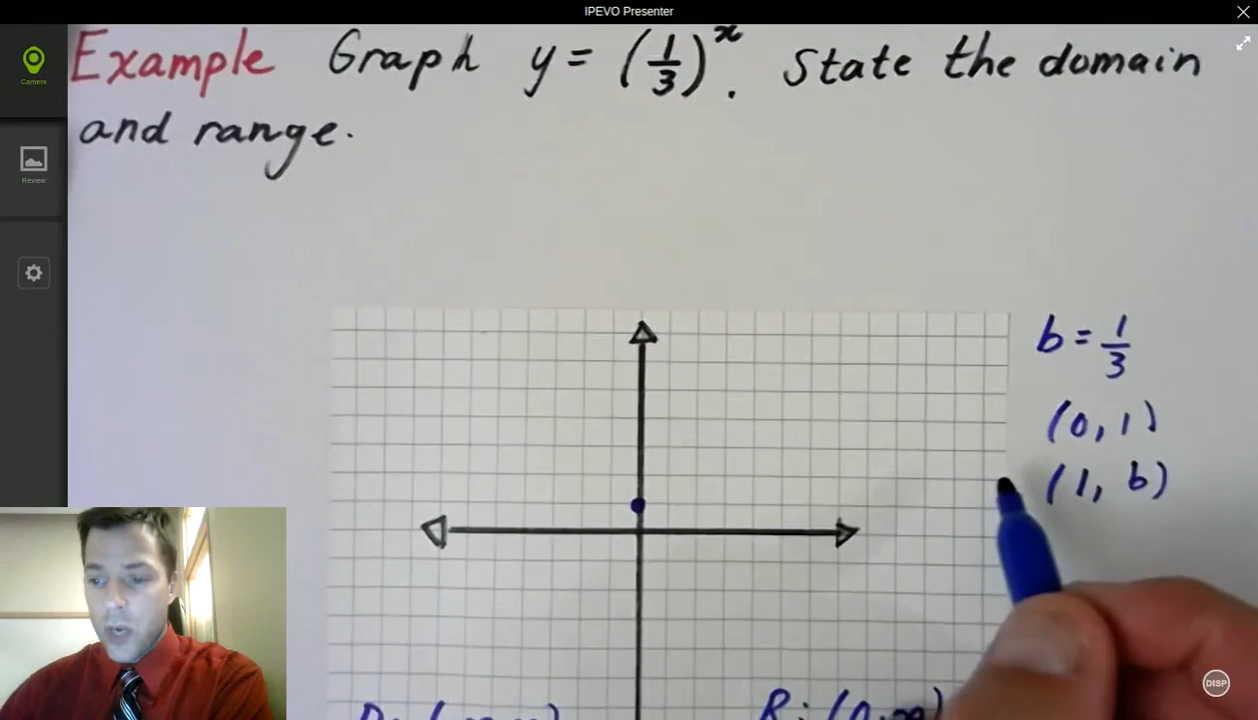 IPEVO Presenter
Camera
Example Graph y = (1/3)^x. State the domain
and range.
Review
b = 1/3
(0, 1)
(1, b)
DISP
R: (0, ∞)
D: (-∞, ∞)